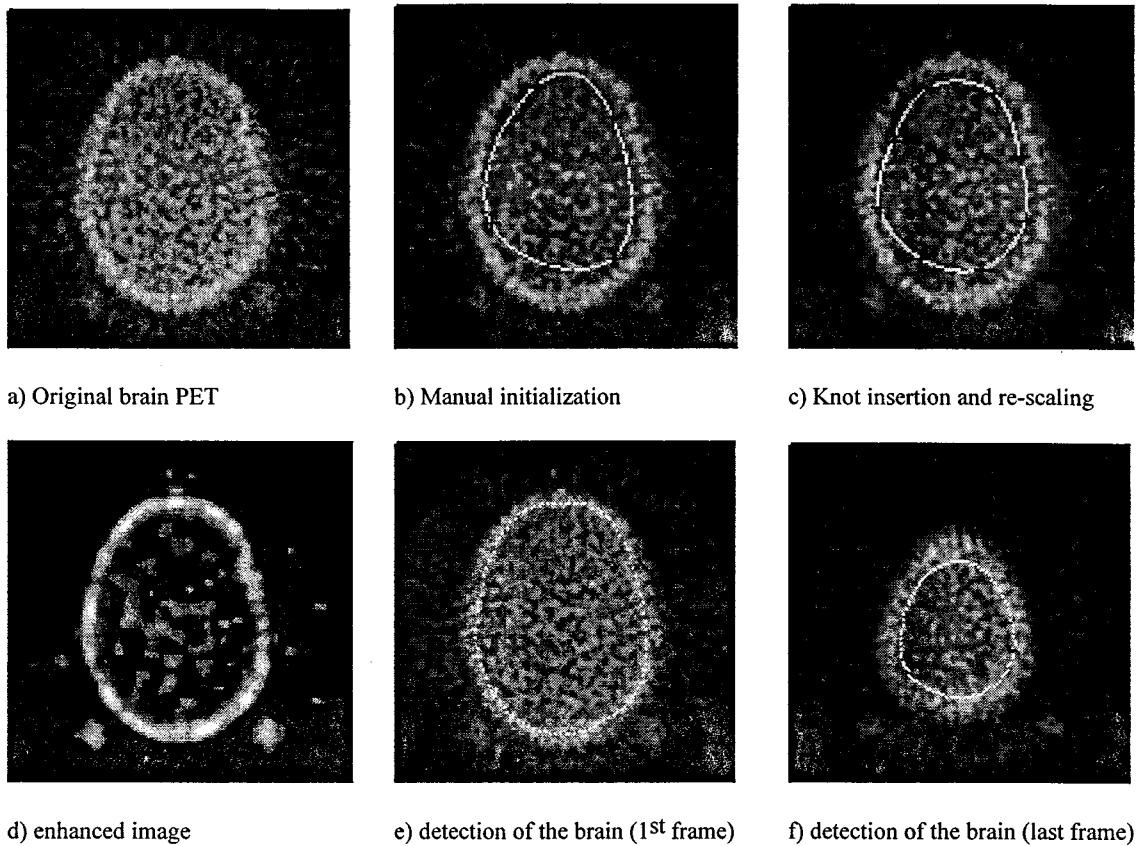 a) Original brain PET
b) Manual initialization
c) Knot insertion and re-scaling
d) enhanced image
e) detection of the brain (1st frame)
f) detection of the brain (last frame)